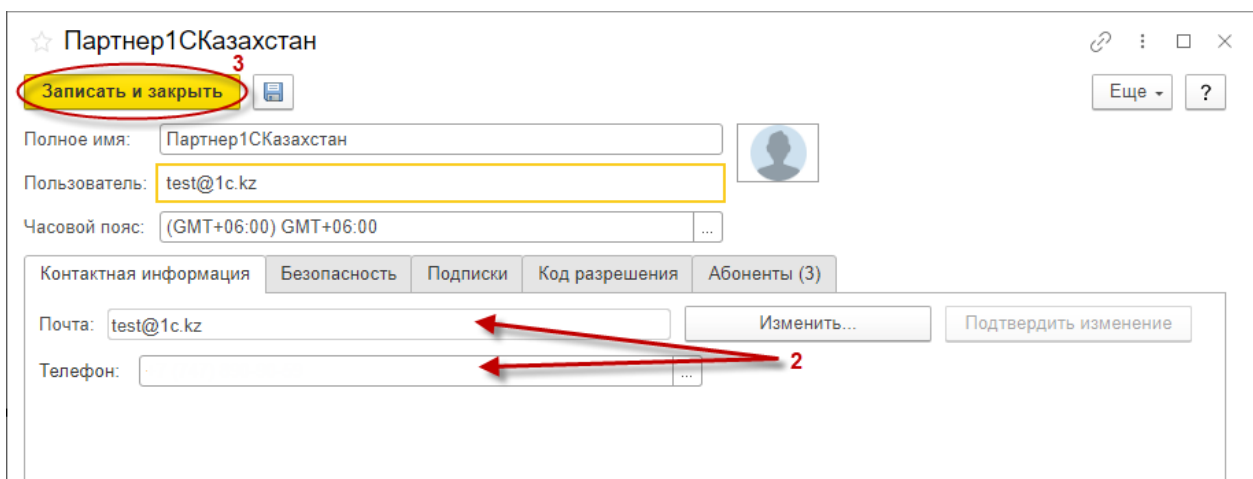 Партнер1СКазахстан
3
Записать и закрыть
Еще
?
Полное имя: Партнер1СКазахстан
Пользователь: test@1c.kz
Часовой пояс: (GMT+06:00) GMT+06:00 ...
Контактная информация Безопасность Подписки Код разрешения Абоненты (3)
Почта: test@1c.kz Изменить... Подтвердить изменение
2
Телефон: ...